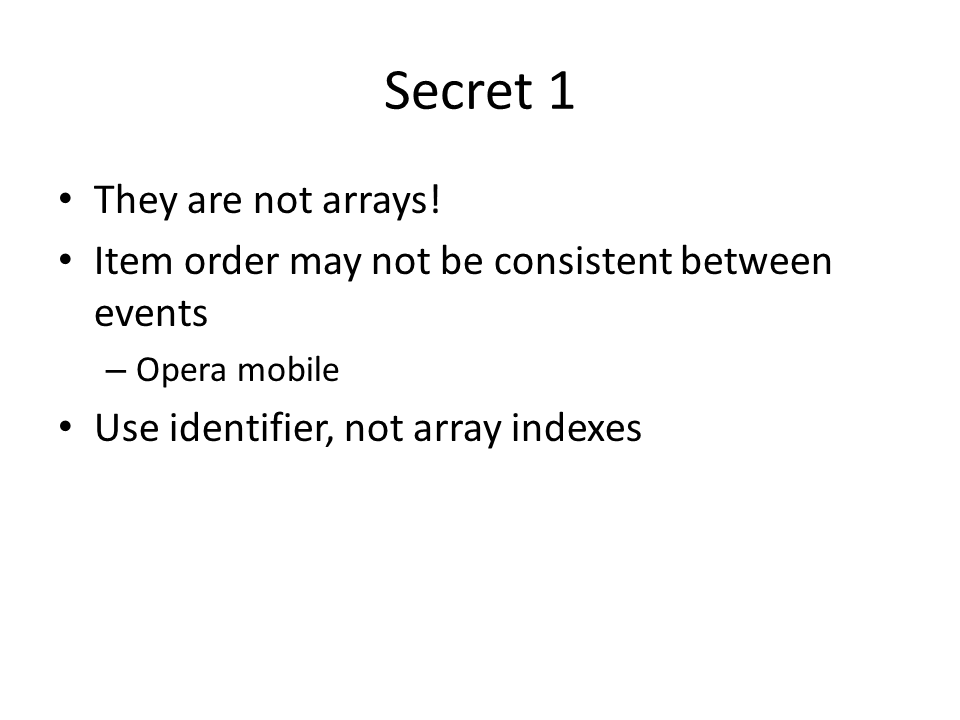 Secret 1
• They are not arrays!
• Item order may not be consistent between
events
– Opera mobile
• Use identifier, not array indexes